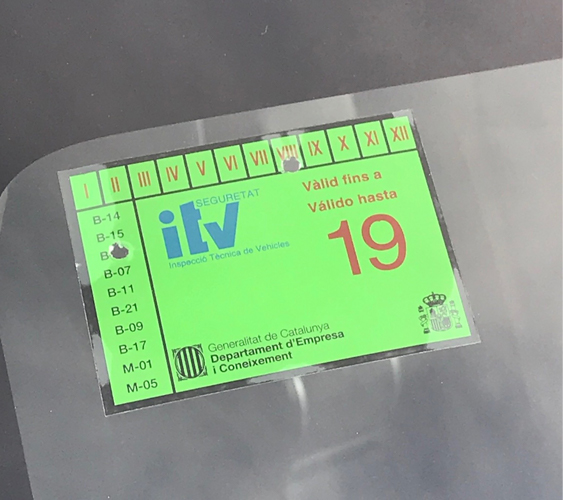 I II III IV V VI VII VIII IX X XI XII
B-14
B-15
B-07
B-11
B-21
B-09
B-17
M-01
M-05
SEGURETAT
itv
Inspecció Tècnica de Vehicles
Vàlid fins a
Válido hasta
19
Generalitat de Catalunya
Departament d'Empresa
i Coneixement